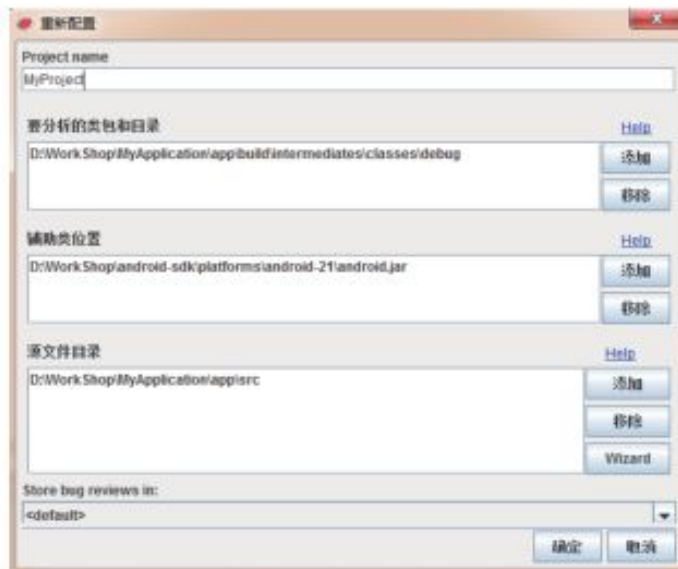 重新配置
Project name
MyProject
要分析的类包和目录
Help
D:\WorkShop\MyApplication\app\build\intermediates\classes\debug
添加
移除
辅助类位置
Help
D:\WorkShop\android-sdk\platforms\android-21\android.jar
添加
移除
源文件目录
Help
D:\WorkShop\MyApplication\app\src
添加
移除
Wizard
Store bug reviews in:
<default>
确定
取消